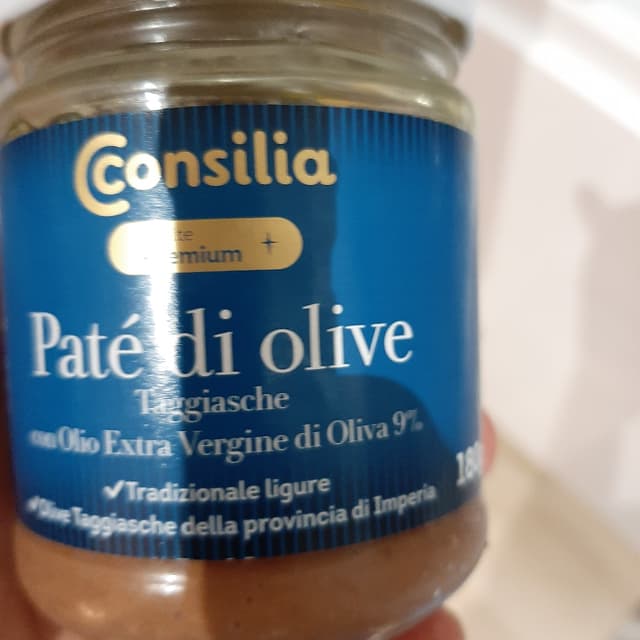 Consilia
Paté di olive
Taggiasche
con Olio Extra Vergine di Oliva 9%
✓Tradizionale ligure
✓Olive Taggiasche della provincia di Imperia